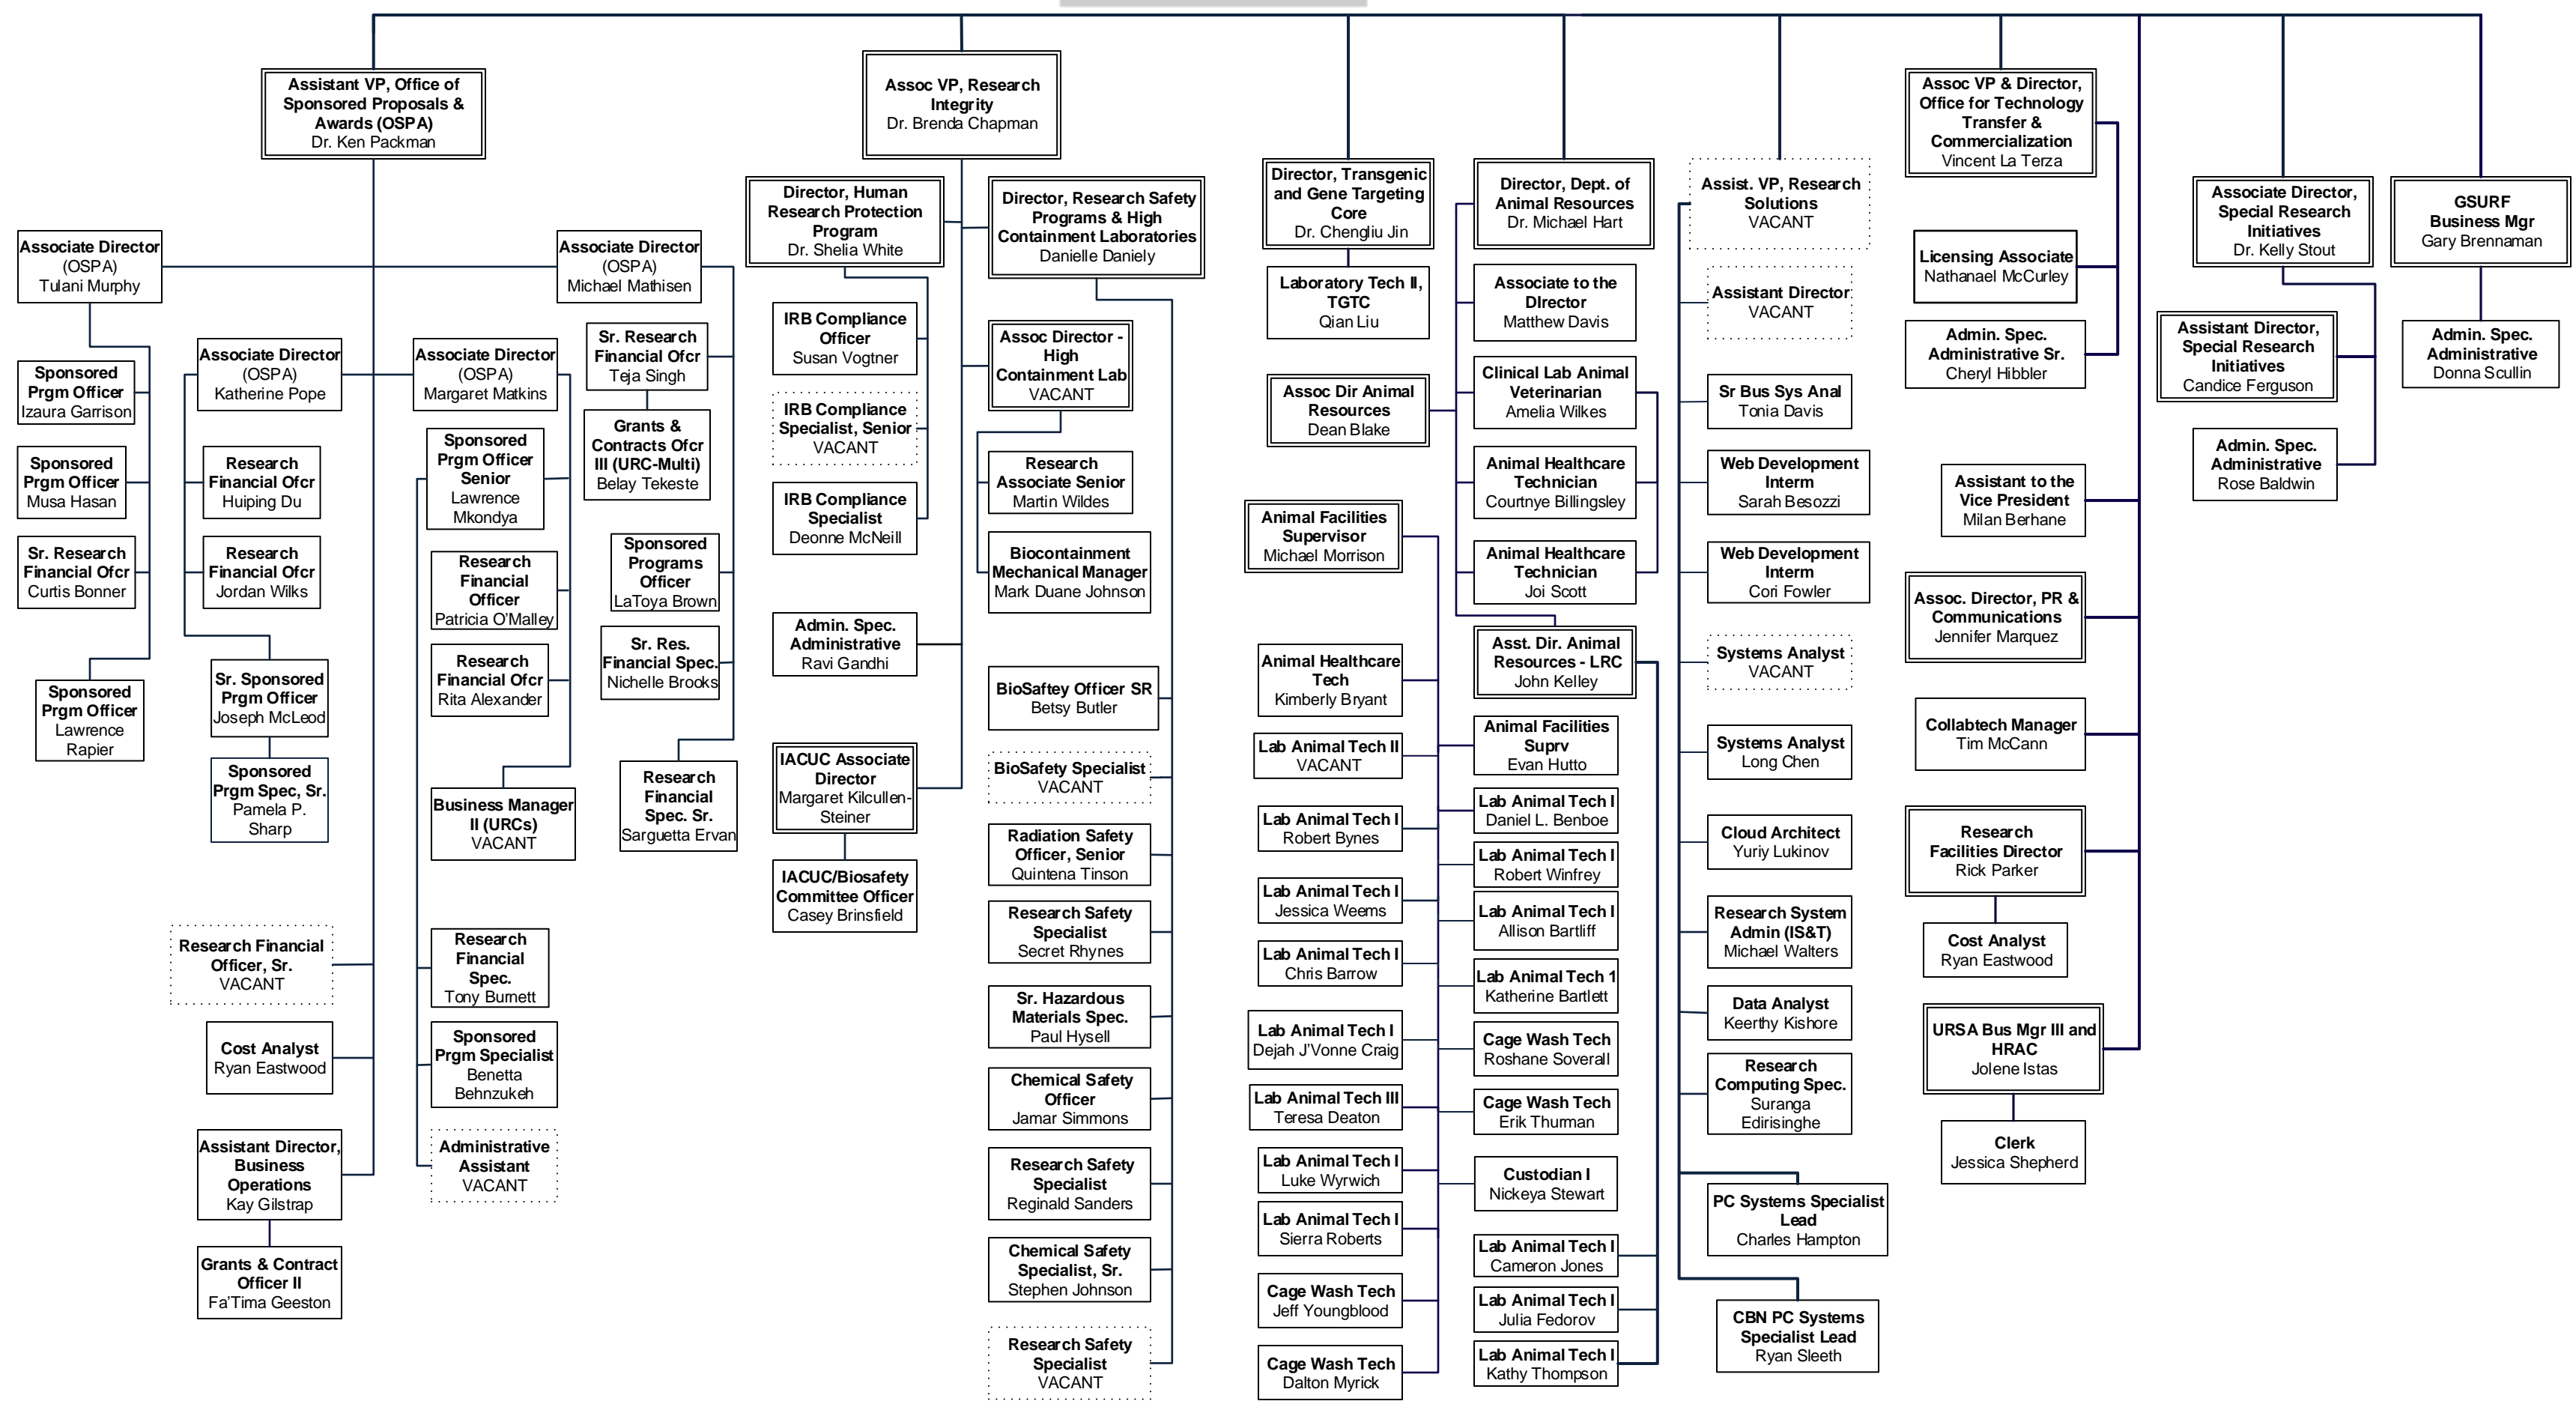 Assistant VP, Office of
Sponsored Proposals &
Awards (OSPA)
Dr. Ken Packman
Associate Director
(OSPA)
Tulani Murphy
Sponsored
Prgm Officer
Izaura Garrison
Sponsored
Prgm Officer
Musa Hasan
Sr. Research
Financial Ofcr
Curtis Bonner
Sponsored
Prgm Officer
Lawrence
Rapier
Associate Director
(OSPA)
Katherine Pope
Research
Financial Ofcr
Huiping Du
Research
Financial Ofcr
Jordan Wilks
Sr. Sponsored
Prgm Officer
Joseph McLeod
Sponsored
Prgm Spec, Sr.
Pamela P.
Sharp
Research Financial
Officer, Sr.
VACANT
Cost Analyst
Ryan Eastwood
Assistant Director,
Business
Operations
Kay Gilstrap
Grants & Contract
Officer II
Fa'Tima Geeston
Associate Director
(OSPA)
Margaret Matkins
Sponsored
Prgm Officer
Senior
Lawrence
Mkondya
Research
Financial
Officer
Patricia O'Malley
Research
Financial Ofcr
Rita Alexander
Business Manager
II (URCs)
VACANT
Research
Financial
Spec.
Tony Burnett
Sponsored
Prgm Specialist
Benetta
Behnzukeh
Administrative
Assistant
VACANT
Associate Director
(OSPA)
Michael Mathisen
Sr. Research
Financial Ofcr
Teja Singh
Grants &
Contracts Ofcr
III (URC-Multi)
Belay Tekeste
Sponsored
Programs
Officer
LaToya Brown
Sr. Res.
Financial Spec.
Nichelle Brooks
Research
Financial
Spec. Sr.
Sarguetta Ervan
Assoc VP, Research
Integrity
Dr. Brenda Chapman
Director, Human
Research Protection
Program
Dr. Shelia White
IRB Compliance
Officer
Susan Vogtner
IRB Compliance
Specialist, Senior
VACANT
IRB Compliance
Specialist
Deonne McNeill
Admin. Spec.
Administrative
Ravi Gandhi
IACUC Associate
Director
Margaret Kilcullen-
Steiner
IACUC/Biosafety
Committee Officer
Casey Brinsfield
Director, Research Safety
Programs & High
Containment Laboratories
Danielle Daniely
Assoc Director -
High
Containment Lab
VACANT
Research
Associate Senior
Martin Wildes
Biocontainment
Mechanical Manager
Mark Duane Johnson
BioSaftey Officer SR
Betsy Butler
BioSafety Specialist
VACANT
Radiation Safety
Officer, Senior
Quintena Tinson
Research Safety
Specialist
Secret Rhynes
Sr. Hazardous
Materials Spec.
Paul Hysell
Chemical Safety
Officer
Jamar Simmons
Research Safety
Specialist
Reginald Sanders
Chemical Safety
Specialist, Sr.
Stephen Johnson
Research Safety
Specialist
VACANT
Director, Transgenic
and Gene Targeting
Core
Dr. Chengliu Jin
Laboratory Tech II,
TGTC
Qian Liu
Assoc Dir Animal
Resources
Dean Blake
Animal Facilities
Supervisor
Michael Morrison
Animal Healthcare
Tech
Kimberly Bryant
Lab Animal Tech II
VACANT
Lab Animal Tech I
Robert Bynes
Lab Animal Tech I
Jessica Weems
Lab Animal Tech I
Chris Barrow
Lab Animal Tech I
Dejah J'Vonne Craig
Lab Animal Tech III
Teresa Deaton
Lab Animal Tech I
Luke Wyrwich
Lab Animal Tech I
Sierra Roberts
Cage Wash Tech
Jeff Youngblood
Cage Wash Tech
Dalton Myrick
Director, Dept. of
Animal Resources
Dr. Michael Hart
Associate to the
DIrector
Matthew Davis
Clinical Lab Animal
Veterinarian
Amelia Wilkes
Animal Healthcare
Technician
Courtnye Billingsley
Animal Healthcare
Technician
Joi Scott
Asst. Dir. Animal
Resources - LRC
John Kelley
Animal Facilities
Suprv
Evan Hutto
Lab Animal Tech I
Daniel L. Benboe
Lab Animal Tech I
Robert Winfrey
Lab Animal Tech I
Allison Bartliff
Lab Animal Tech 1
Katherine Bartlett
Cage Wash Tech
Roshane Soverall
Cage Wash Tech
Erik Thurman
Custodian I
Nickeya Stewart
Lab Animal Tech I
Cameron Jones
Lab Animal Tech I
Julia Fedorov
Lab Animal Tech I
Kathy Thompson
Assist. VP, Research
Solutions
VACANT
Assistant Director
VACANT
Sr Bus Sys Anal
Tonia Davis
Web Development
Interm
Sarah Besozzi
Web Development
Interm
Cori Fowler
Systems Analyst
VACANT
Systems Analyst
Long Chen
Cloud Architect
Yuriy Lukinov
Research System
Admin (IS&T)
Michael Walters
Data Analyst
Keerthy Kishore
Research
Computing Spec.
Suranga
Edirisinghe
PC Systems Specialist
Lead
Charles Hampton
CBN PC Systems
Specialist Lead
Ryan Sleeth
Assoc VP & Director,
Office for Technology
Transfer &
Commercialization
Vincent La Terza
Licensing Associate
Nathanael McCurley
Admin. Spec.
Administrative Sr.
Cheryl Hibbler
Assistant to the
Vice President
Milan Berhane
Assoc. Director, PR &
Communications
Jennifer Marquez
Collabtech Manager
Tim McCann
Research
Facilities Director
Rick Parker
Cost Analyst
Ryan Eastwood
URSA Bus Mgr III and
HRAC
Jolene Istas
Clerk
Jessica Shepherd
Associate Director,
Special Research
Initiatives
Dr. Kelly Stout
Assistant Director,
Special Research
Initiatives
Candice Ferguson
Admin. Spec.
Administrative
Rose Baldwin
GSURF
Business Mgr
Gary Brennaman
Admin. Spec.
Administrative
Donna Scullin